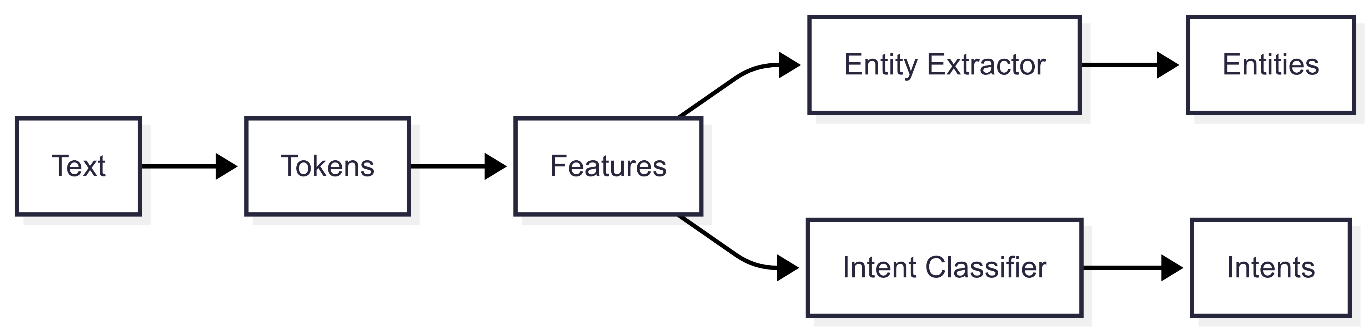 Text
Tokens
Features
Entity Extractor
Entities
Intent Classifier
Intents